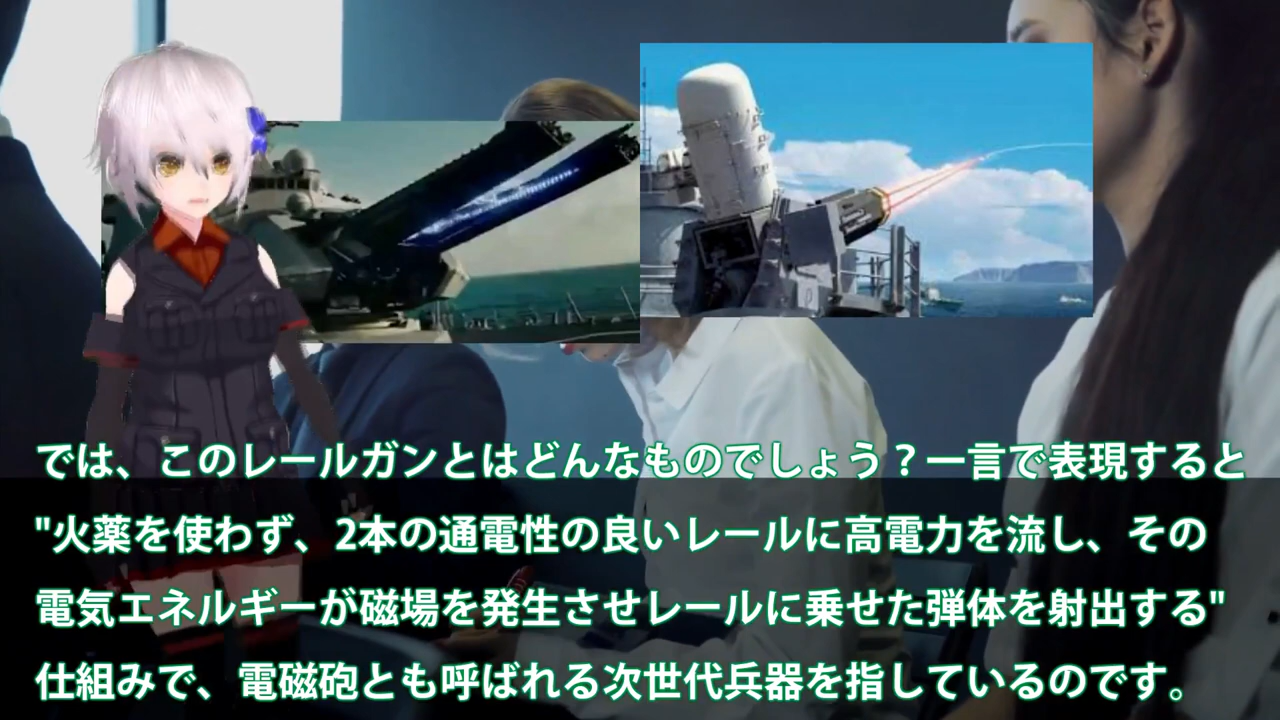 では、このレールガンとはどんなものでしょう？一言で表現すると
"火薬を使わず、2本の通電性の良いレールに高電力を流し、その
電気エネルギーが磁場を発生させレールに乗せた弾体を射出する"
仕組みで、電磁砲とも呼ばれる次世代兵器を指しているのです。